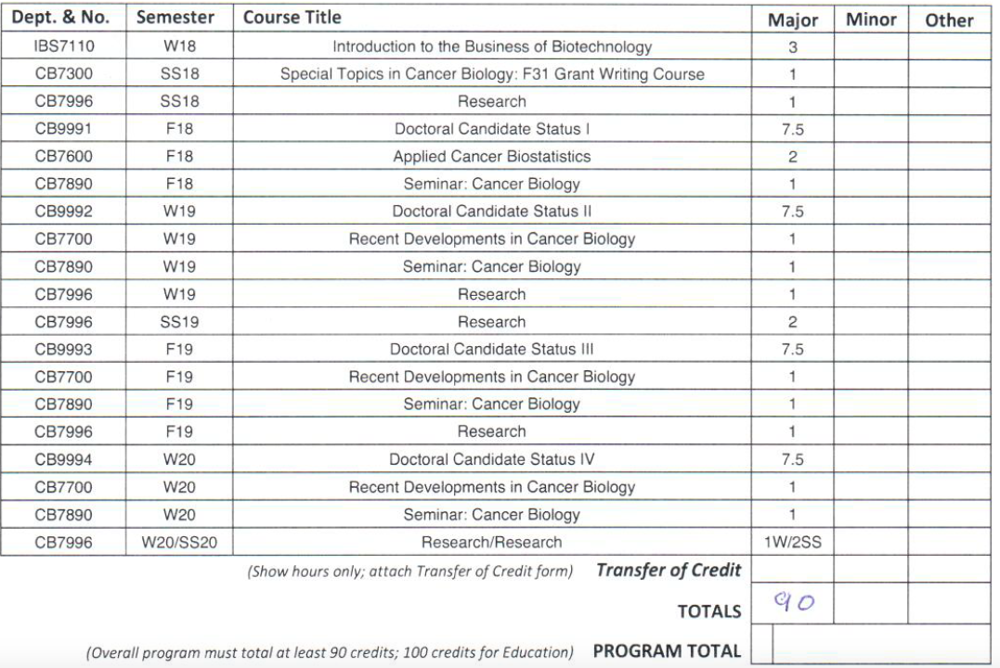 Dept. & No. Semester Course Title Major Minor Other
IBS7110 W18 Introduction to the Business of Biotechnology 3
CB7300 SS18 Special Topics in Cancer Biology: F31 Grant Writing Course 1
CB7996 SS18 Research 1
CB9991 F18 Doctoral Candidate Status I 7.5
CB7600 F18 Applied Cancer Biostatistics 2
CB7890 F18 Seminar: Cancer Biology 1
CB9992 W19 Doctoral Candidate Status II 7.5
CB7700 W19 Recent Developments in Cancer Biology 1
CB7890 W19 Seminar: Cancer Biology 1
CB7996 W19 Research 1
CB7996 SS19 Research 2
CB9993 F19 Doctoral Candidate Status III 7.5
CB7700 F19 Recent Developments in Cancer Biology 1
CB7890 F19 Seminar: Cancer Biology 1
CB7996 F19 Research 1
CB9994 W20 Doctoral Candidate Status IV 7.5
CB7700 W20 Recent Developments in Cancer Biology 1
CB7890 W20 Seminar: Cancer Biology 1
CB7996 W20/SS20 Research/Research 1W/2SS
(Show hours only; attach Transfer of Credit form) Transfer of Credit
TOTALS 90
(Overall program must total at least 90 credits; 100 credits for Education) PROGRAM TOTAL